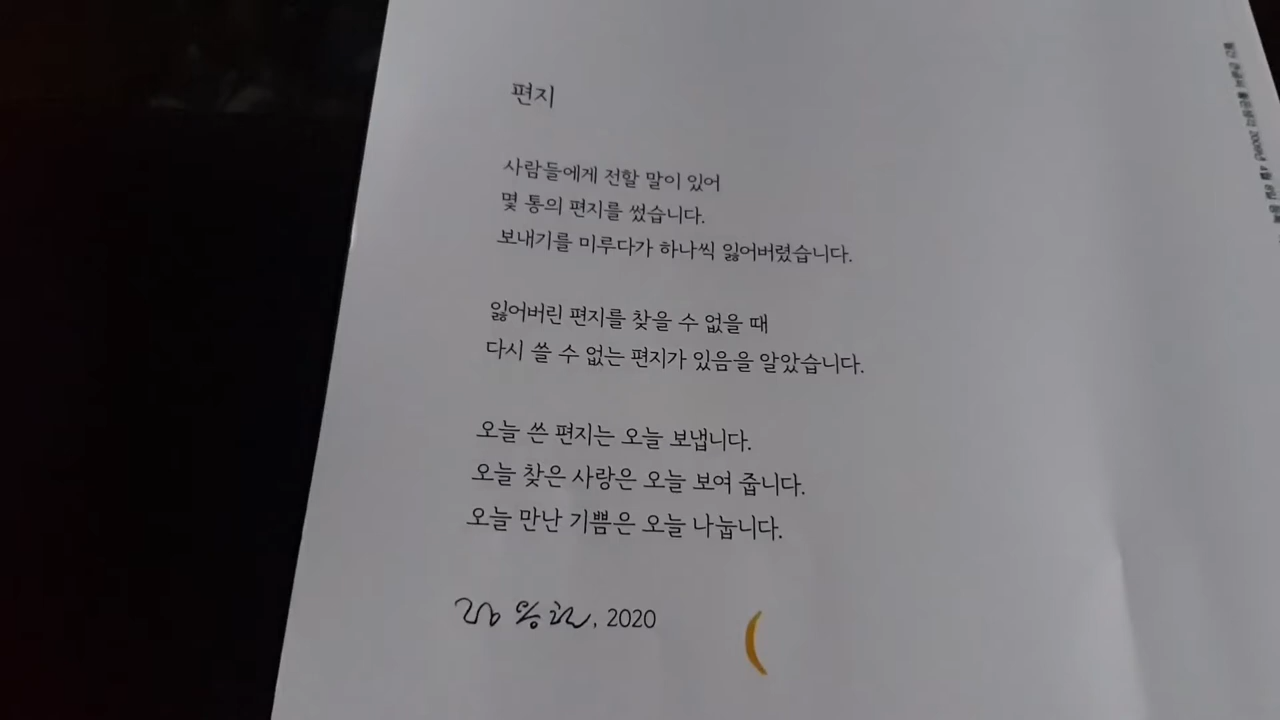 편지
사람들에게 전할 말이 있어
몇 통의 편지를 썼습니다.
보내기를 미루다가 하나씩 잃어버렸습니다.
잃어버린 편지를 찾을 수 없을 때
다시 쓸 수 없는 편지가 있음을 알았습니다.
오늘 쓴 편지는 오늘 보냅니다.
오늘 찾은 사랑은 오늘 보여 줍니다.
오늘 만난 기쁨은 오늘 나눕니다.
, 2020